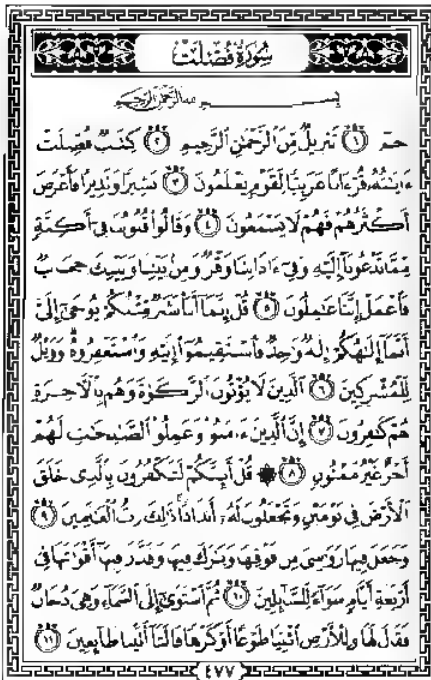 سُورَةُ فُصِّلَتْ
بِسْمِ اللَّهِ الرَّحْمَٰنِ الرَّحِيمِ
حمٓ ١ تَنزِيلٌ مِّنَ ٱلرَّحْمَٰنِ ٱلرَّحِيمِ ٢ كِتَٰبٌ فُصِّلَتْ
ءَايَٰتُهُۥ قُرْءَانًا عَرَبِيًّا لِّقَوْمٍ يَعْلَمُونَ ٣ بَشِيرًا وَنَذِيرًا فَأَعْرَضَ
أَكْثَرُهُمْ فَهُمْ لَا يَسْمَعُونَ ٤ وَقَالُوا۟ قُلُوبُنَا فِىٓ أَكِنَّةٍ
مِّمَّا تَدْعُونَآ إِلَيْهِ وَفِىٓ ءَاذَانِنَا وَقْرٌ وَمِنۢ بَيْنِنَا وَبَيْنِكَ حِجَابٌ
فَٱعْمَلْ إِنَّنَا عَٰمِلُونَ ٥ قُلْ إِنَّمَآ أَنَا۠ بَشَرٌ مِّثْلُكُمْ يُوحَىٰٓ إِلَىَّ
أَنَّمَآ إِلَٰهُكُمْ إِلَٰهٌ وَٰحِدٌ فَٱسْتَقِيمُوٓا۟ إِلَيْهِ وَٱسْتَغْفِرُوهُ وَوَيْلٌ
لِّلْمُشْرِكِينَ ٦ ٱلَّذِينَ لَا يُؤْتُونَ ٱلزَّكَوٰةَ وَهُم بِٱلْءَاخِرَةِ
هُمْ كَٰفِرُونَ ٧ إِنَّ ٱلَّذِينَ ءَامَنُوا۟ وَعَمِلُوا۟ ٱلصَّٰلِحَٰتِ لَهُمْ
أَجْرٌ غَيْرُ مَمْنُونٍ ٨ ۞ قُلْ أَئِنَّكُمْ لَتَكْفُرُونَ بِٱلَّذِى خَلَقَ
ٱلْأَرْضَ فِى يَوْمَيْنِ وَتَجْعَلُونَ لَهُۥٓ أَندَادًا ذَٰلِكَ رَبُّ ٱلْعَٰلَمِينَ ٩
وَجَعَلَ فِيهَا رَوَٰسِىَ مِن فَوْقِهَا وَبَٰرَكَ فِيهَا وَقَدَّرَ فِيهَآ أَقْوَٰتَهَا فِىٓ
أَرْبَعَةِ أَيَّامٍ سَوَآءً لِّلسَّآئِلِينَ ١٠ ثُمَّ ٱسْتَوَىٰٓ إِلَى ٱلسَّمَآءِ وَهِىَ دُخَانٌ
فَقَالَ لَهَا وَلِلْأَرْضِ ٱئْتِيَا طَوْعًا أَوْ كَرْهًا قَالَتَآ أَتَيْنَا طَآئِعِينَ ١١
٤٧٧